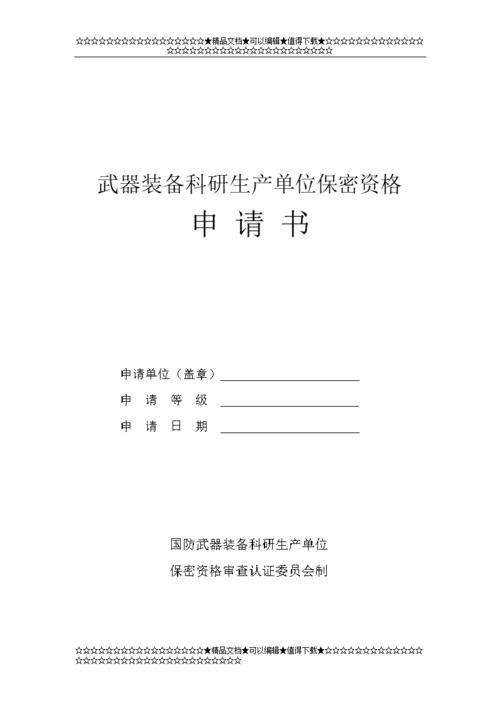 ☆☆☆☆☆☆☆☆☆☆☆☆☆☆☆☆☆★精品文档★可以编辑★值得下载★☆☆☆☆☆☆☆☆☆☆☆☆☆
☆☆☆☆☆☆☆☆☆☆☆☆☆☆☆☆☆☆☆☆☆☆
武器装备科研生产单位保密资格
申 请 书
申请单位（盖章）____________________
申 请 等 级 ____________________
申 请 日 期 ____________________
国防武器装备科研生产单位
保密资格审查认证委员会制
☆☆☆☆☆☆☆☆☆☆☆☆☆☆☆☆☆★精品文档★可以编辑★值得下载★☆☆☆☆☆☆☆☆☆☆☆☆☆
☆☆☆☆☆☆☆☆☆☆☆☆☆☆☆☆☆☆☆☆☆☆